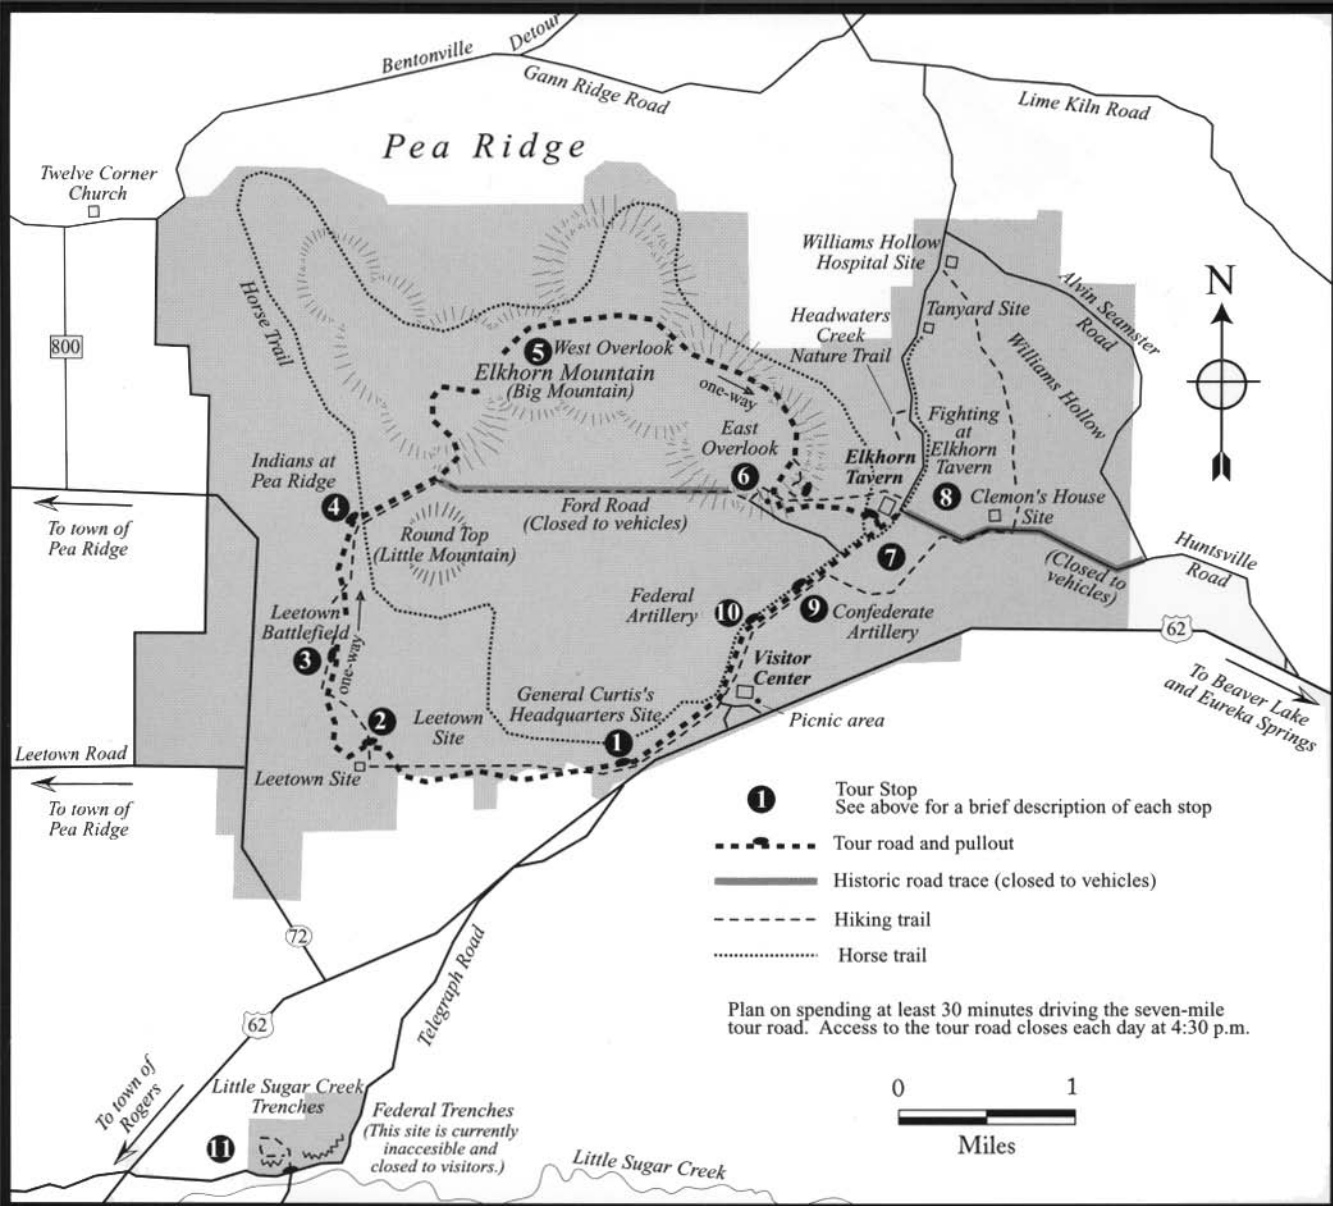 Detour
Bentonville
Gann Ridge Road
Lime Kiln Road
Pea Ridge
Twelve Corner
Church
Williams Hollow
Hospital Site
N
Alvin Seamster
Road
Horse Trail
Tanyard Site
Headwaters
Creek
Nature Trail
Williams Hollow
800
5
West Overlook
Elkhorn Mountain
(Big Mountain)
one-way
East
Overlook
6
Fighting
at
Elkhorn
Tavern
8
Elkhorn
Tavern
Clemon's House
Site
Indians at
Pea Ridge
4
To town of
Pea Ridge
Ford Road
(Closed to vehicles)
Round Top
(Little Mountain)
7
(Closed to
vehicles)
Huntsville
Road
Leetown
Battlefield
3
one-way
Federal
Artillery
10
9
Confederate
Artillery
62
Visitor
Center
To Beaver Lake
and Eureka Springs
General Curtis's
Headquarters Site
1
Picnic area
2
Leetown
Site
Leetown Site
Leetown Road
To town of
Pea Ridge
1
Tour Stop
See above for a brief description of each stop
Tour road and pullout
Historic road trace (closed to vehicles)
Hiking trail
Horse trail
72
Telegraph Road
62
Plan on spending at least 30 minutes driving the seven-mile
tour road. Access to the tour road closes each day at 4:30 p.m.
To town of
Rogers
Little Sugar Creek
Trenches
11
Federal Trenches
(This site is currently
inaccesible and
closed to visitors.)
Little Sugar Creek
0 1
Miles